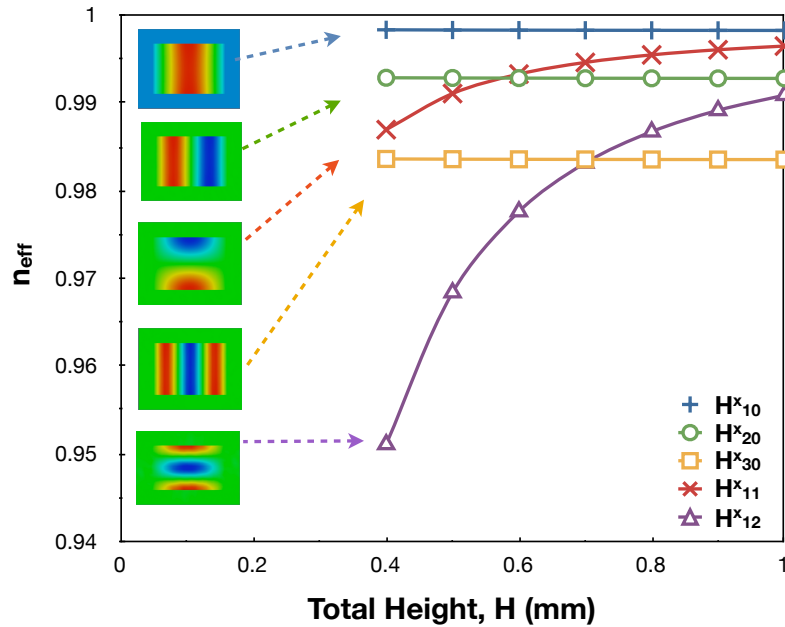 n_eff
1
0.99
0.98
0.97
0.96
0.95
0.94
0
0.2
0.4
0.6
0.8
1
Total Height, H (mm)
Hˣ₁₀
Hˣ₂₀
Hˣ₃₀
Hˣ₁₁
Hˣ₁₂